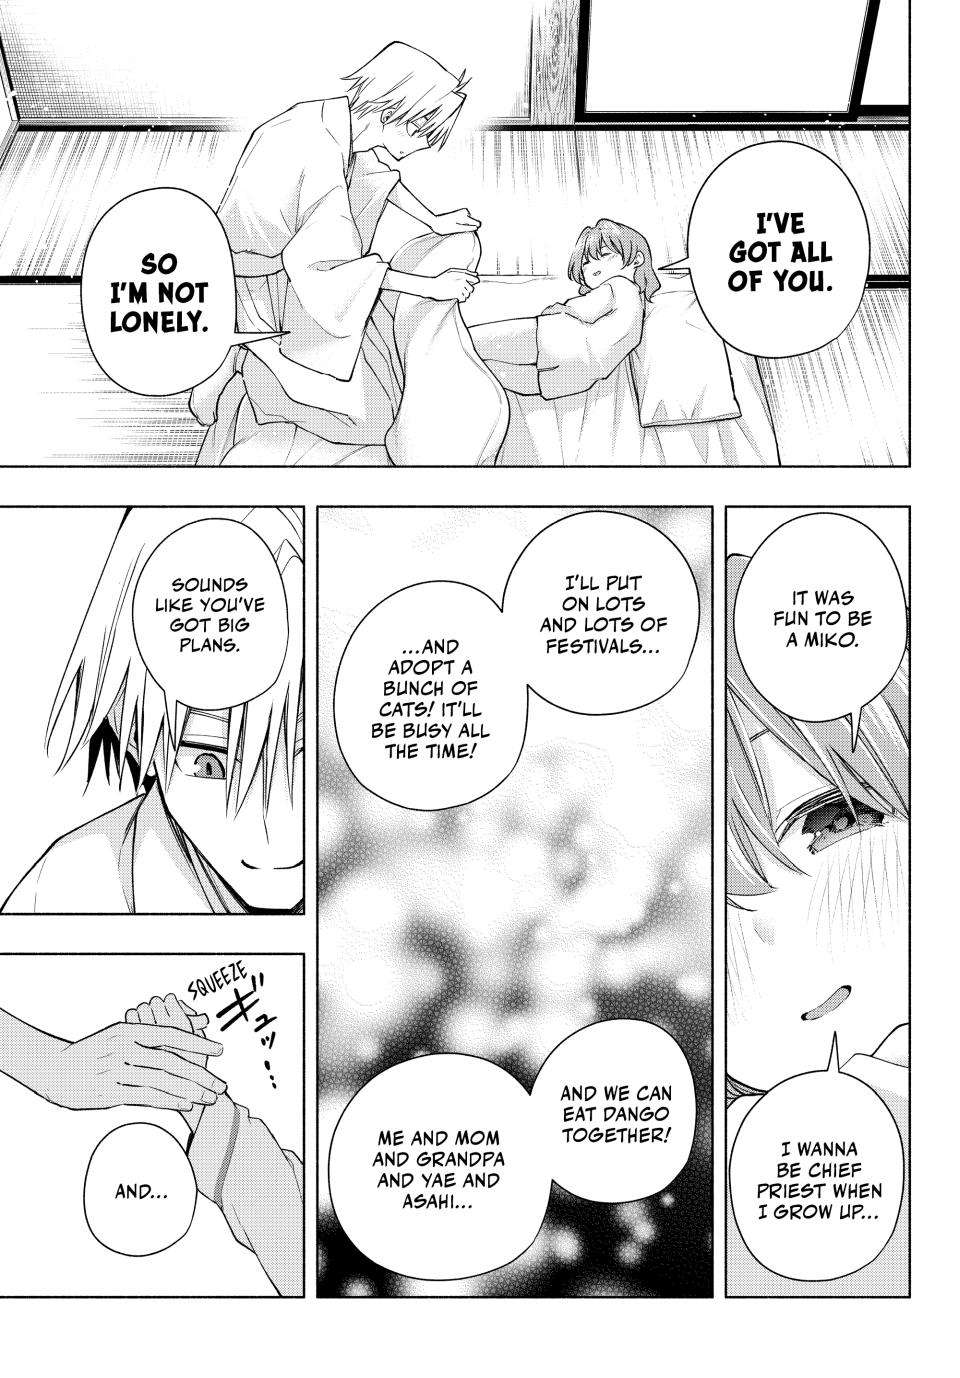 I'VE
GOT ALL
OF YOU.
SO
I'M NOT
LONELY.
IT WAS
FUN TO BE
A MIKO.
I WANNA
BE CHIEF
PRIEST WHEN
I GROW UP...
I'LL PUT
ON LOTS
AND LOTS OF
FESTIVALS...
...AND
ADOPT A
BUNCH OF
CATS! IT'LL
BE BUSY ALL
THE TIME!
AND WE CAN
EAT DANGO
TOGETHER!
ME AND MOM
AND GRANDPA
AND YAE AND
ASAHI...
SOUNDS
LIKE YOU'VE
GOT BIG
PLANS.
SQUEEZE
ギュッ…
AND...